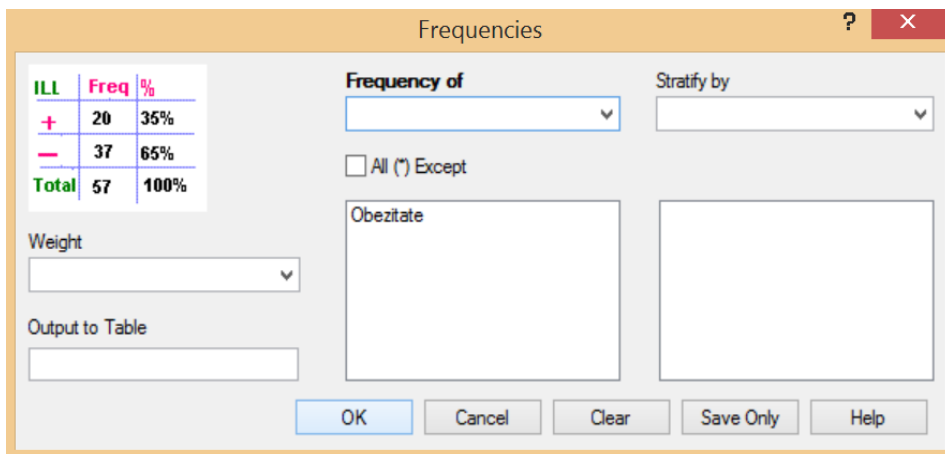 Frequencies
?
ILL Freq %
+ 20 35%
— 37 65%
Total 57 100%
Weight
Output to Table
Frequency of
All (*) Except
Obezitate
Stratify by
OK Cancel Clear Save Only Help